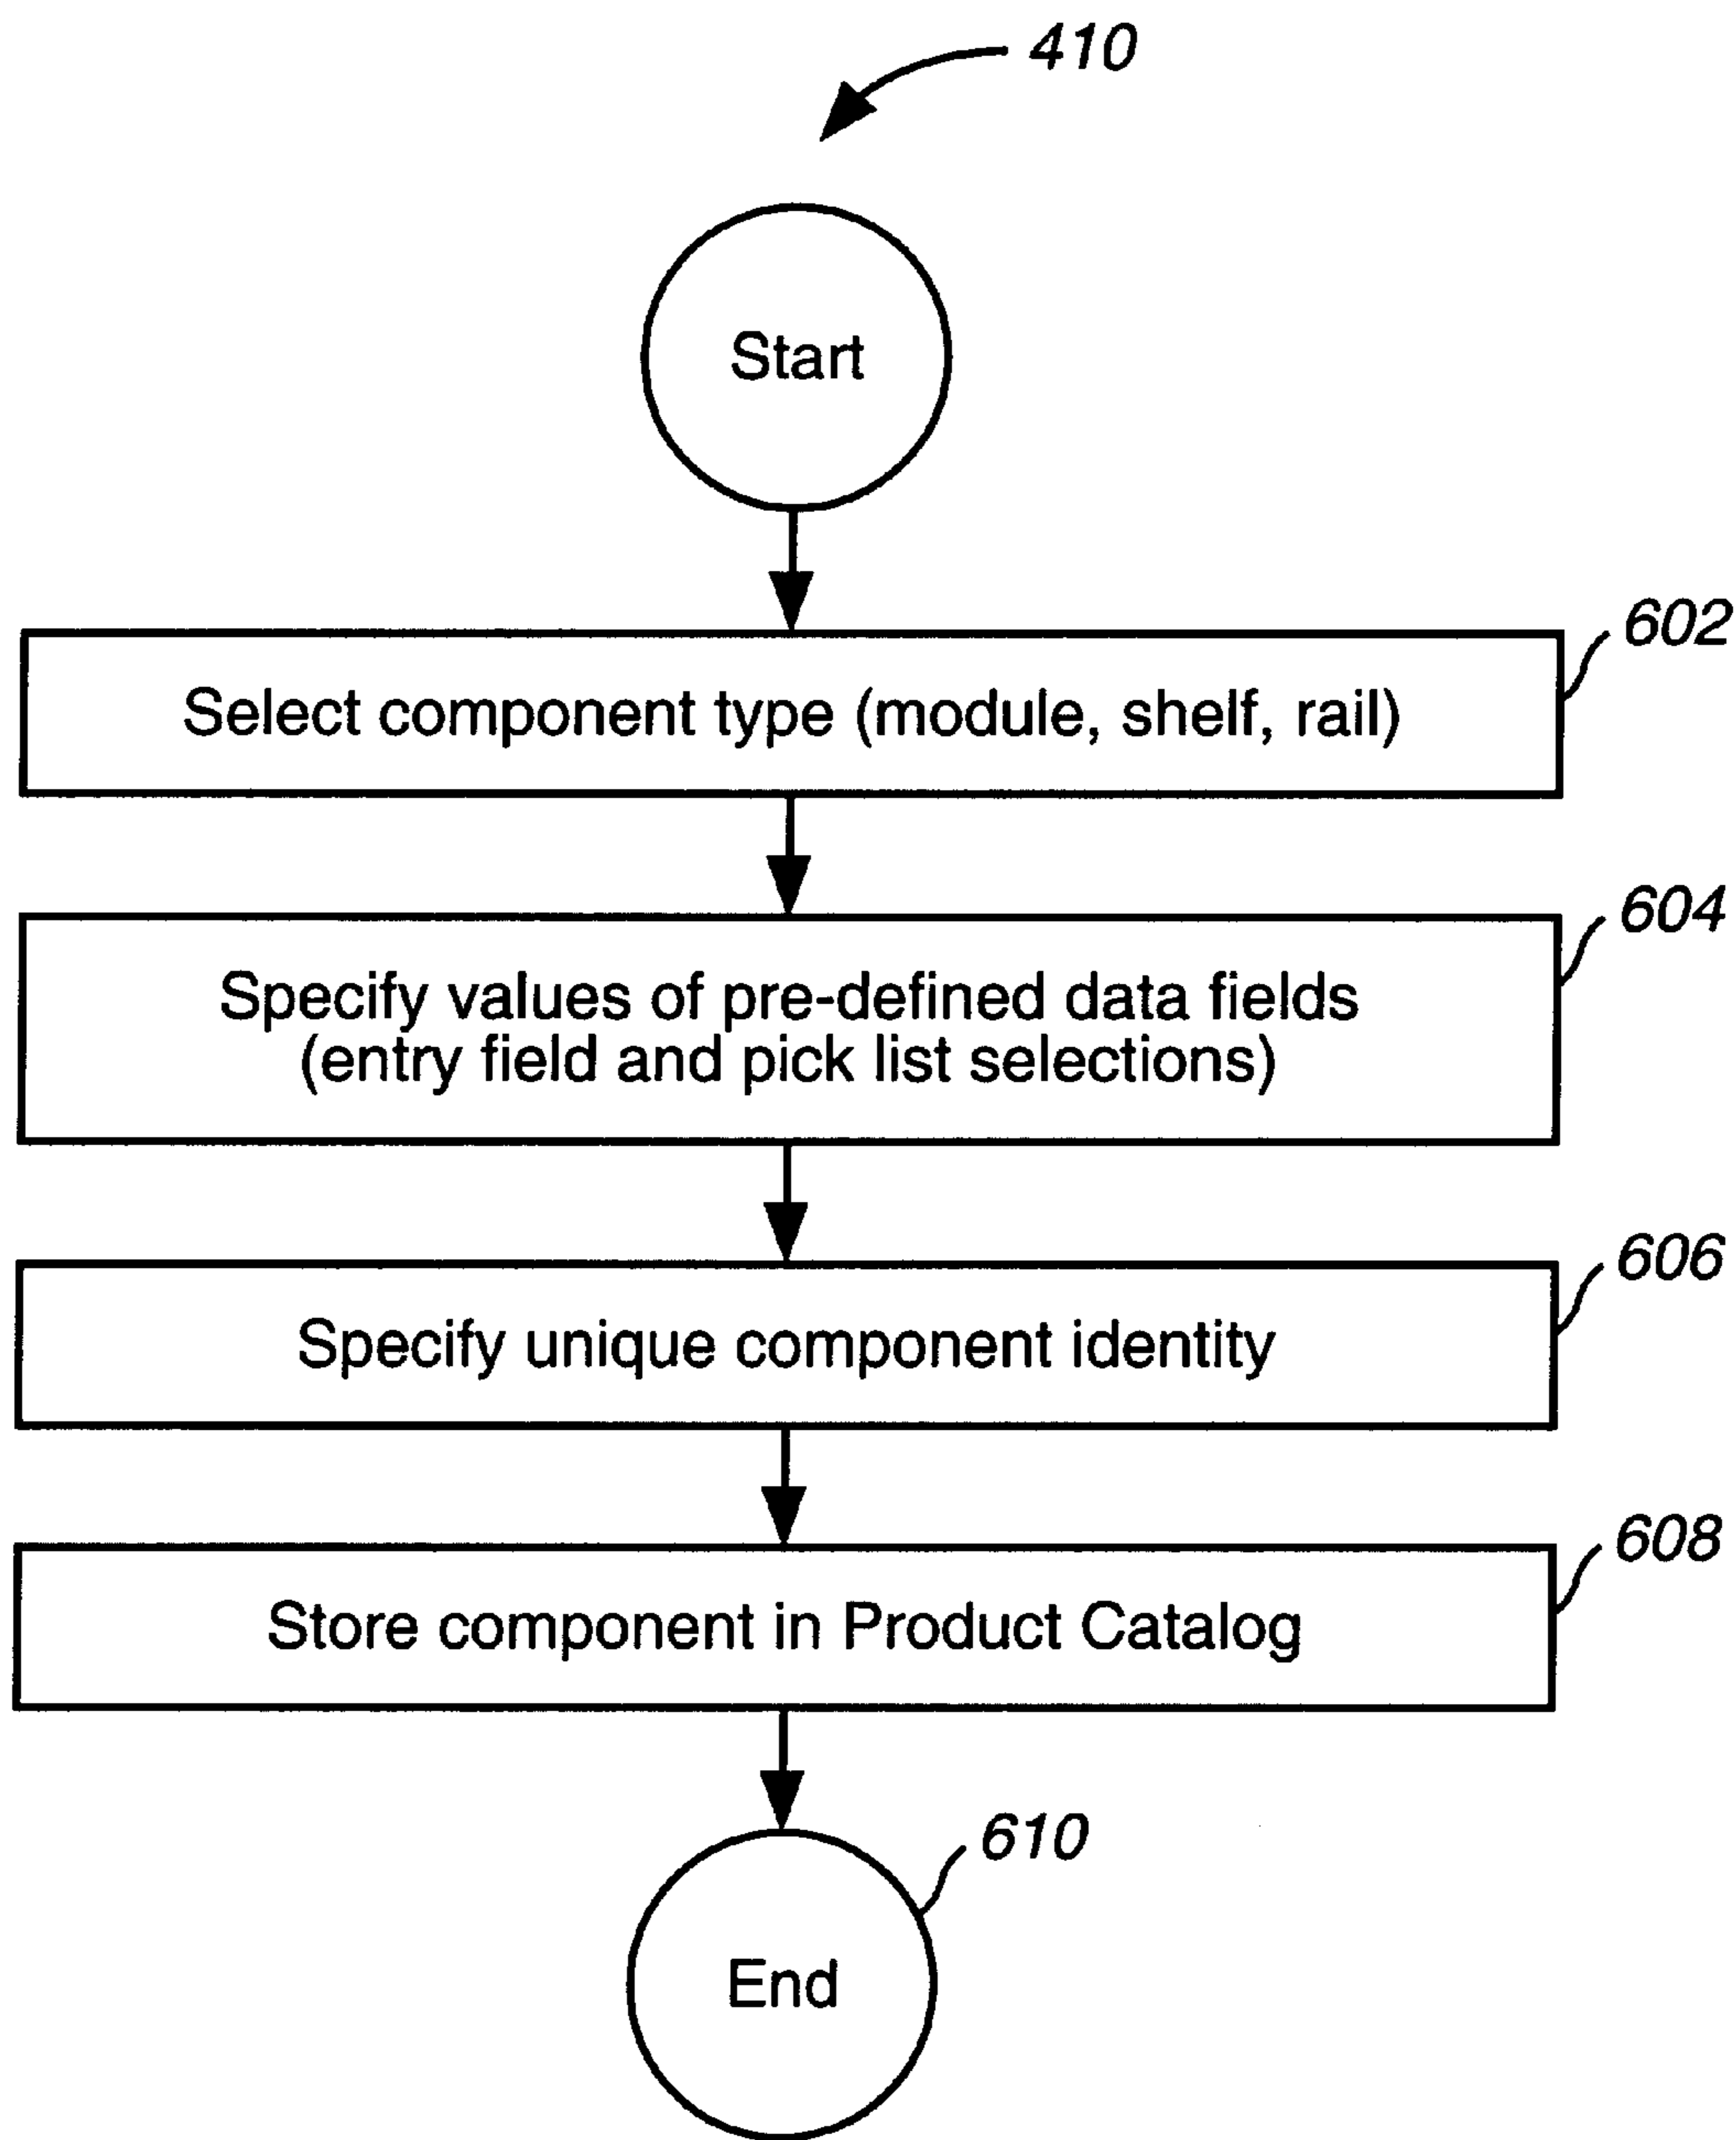 410
Start
602
Select component type (module, shelf, rail)
604
Specify values of pre-defined data fields
(entry field and pick list selections)
606
Specify unique component identity
608
Store component in Product Catalog
610
End